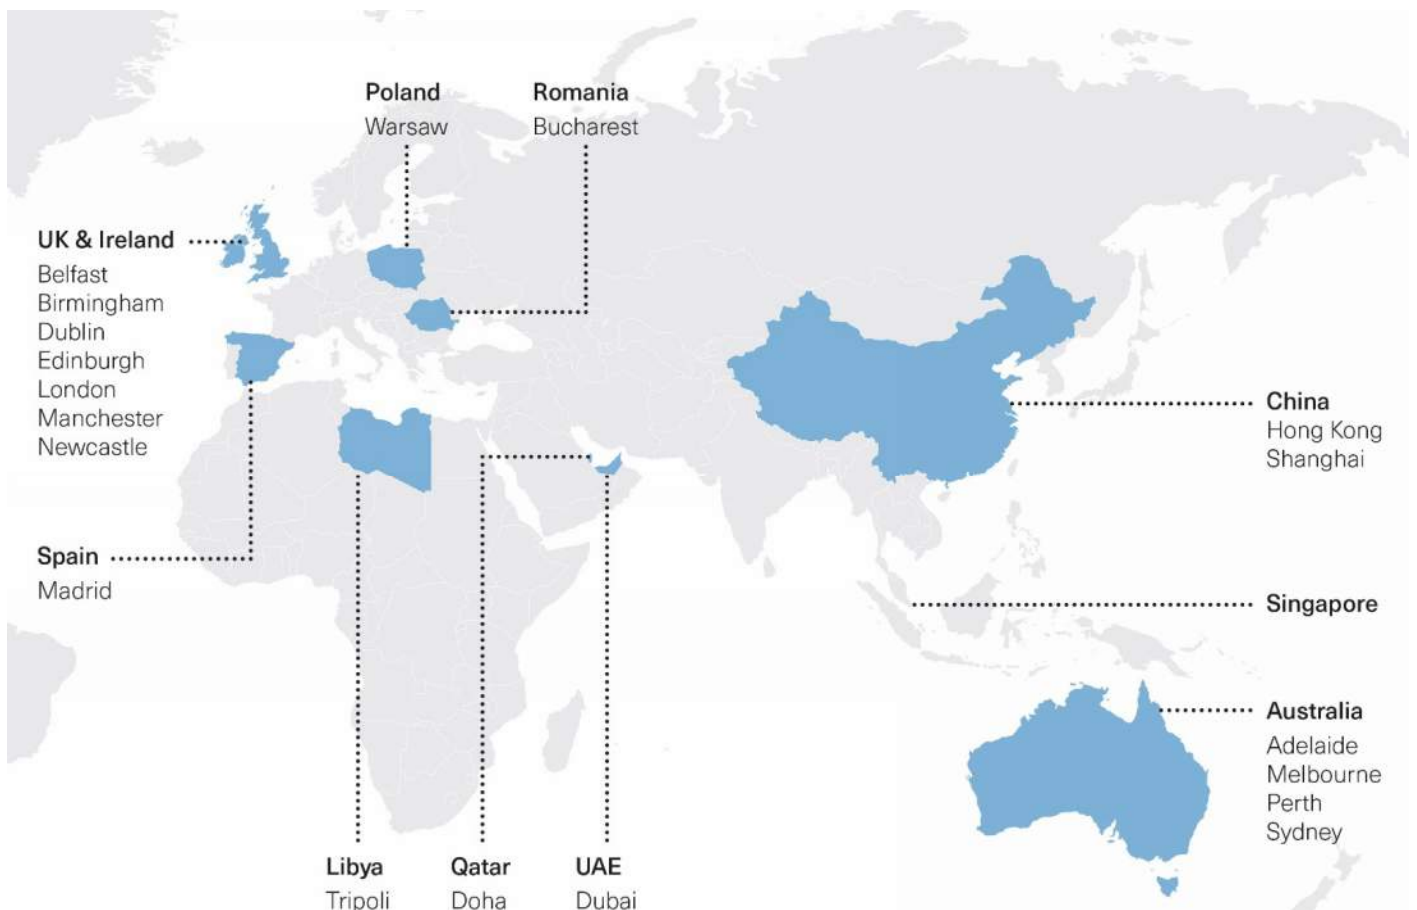 Poland
Warsaw
Romania
Bucharest
UK & Ireland
Belfast
Birmingham
Dublin
Edinburgh
London
Manchester
Newcastle
Spain
Madrid
China
Hong Kong
Shanghai
Singapore
Australia
Adelaide
Melbourne
Perth
Sydney
Libya
Tripoli
Qatar
Doha
UAE
Dubai